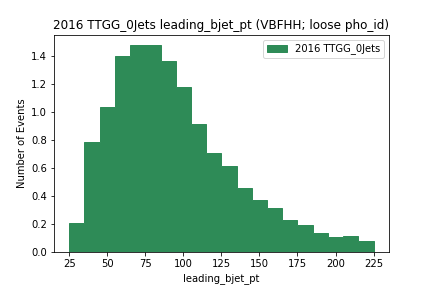 2016 TTGG_0Jets leading_bjet_pt (VBFHH; loose pho_id)
2016 TTGG_0Jets
Number of Events
1.4
1.2
1.0
0.8
0.6
0.4
0.2
0.0
25 50 75 100 125 150 175 200 225
leading_bjet_pt